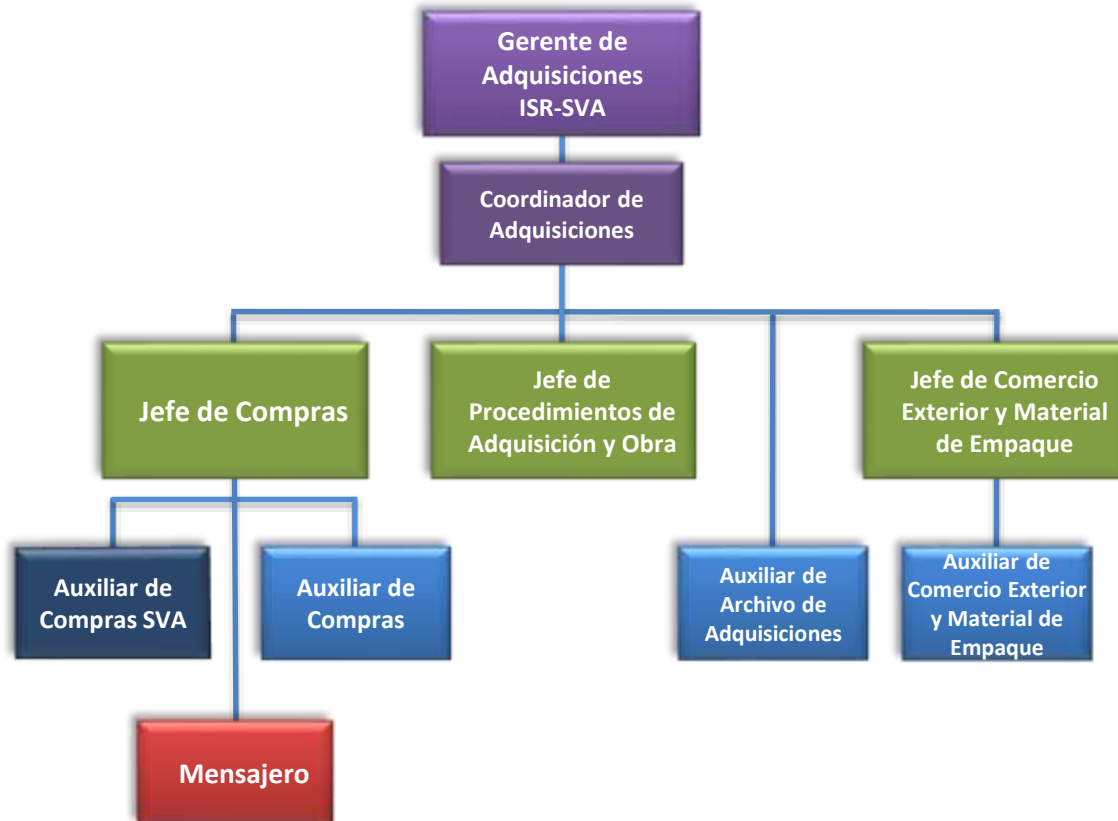 Gerente de
Adquisiciones
ISR-SVA
Coordinador de
Adquisiciones
Jefe de Compras
Jefe de
Procedimientos de
Adquisición y Obra
Jefe de Comercio
Exterior y Material
de Empaque
Auxiliar de
Compras SVA
Auxiliar de
Compras
Auxiliar de
Archivo de
Adquisiciones
Auxiliar de
Comercio Exterior
y Material de
Empaque
Mensajero